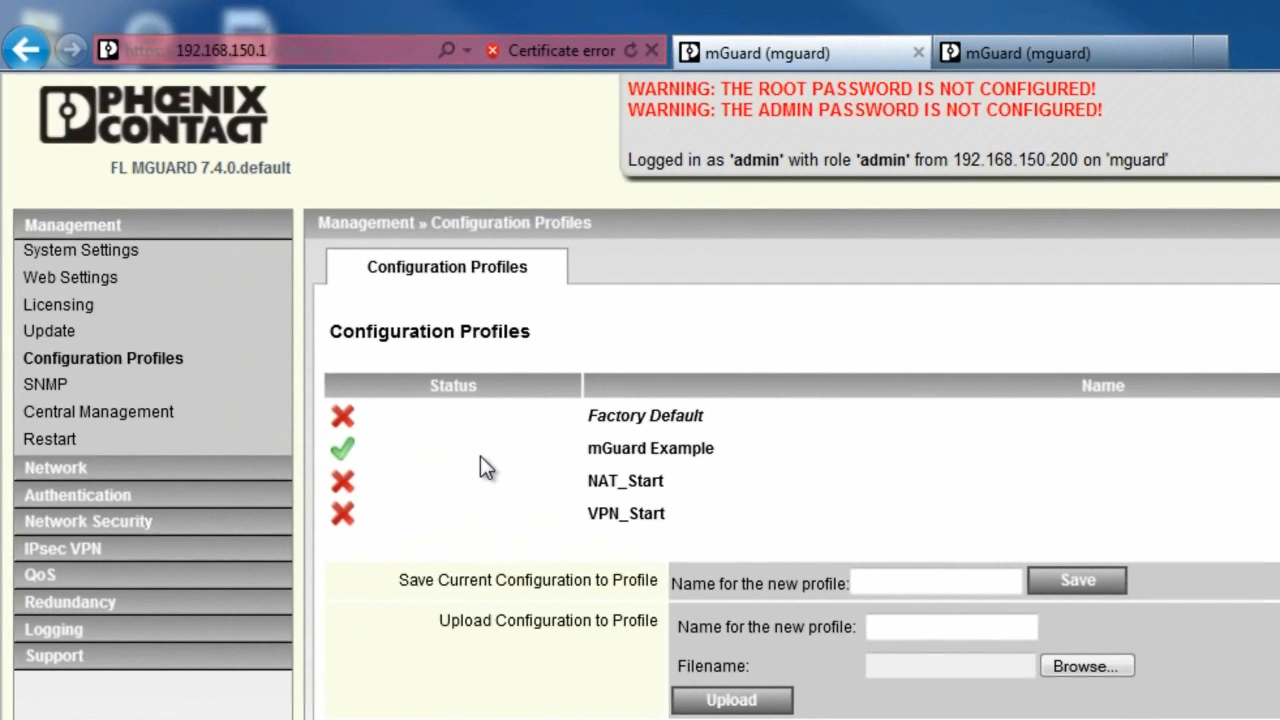 192.168.150.1
Certificate error
mGuard (mguard)
mGuard (mguard)
PHŒNIX
CONTACT
FL MGUARD 7.4.0.default
WARNING: THE ROOT PASSWORD IS NOT CONFIGURED!
WARNING: THE ADMIN PASSWORD IS NOT CONFIGURED!
Logged in as 'admin' with role 'admin' from 192.168.150.200 on 'mguard'
Management
System Settings
Web Settings
Licensing
Update
Configuration Profiles
SNMP
Central Management
Restart
Network
Authentication
Network Security
IPsec VPN
QoS
Redundancy
Logging
Support
Management » Configuration Profiles
Configuration Profiles
Configuration Profiles
Status
Name
Factory Default
mGuard Example
NAT_Start
VPN_Start
Save Current Configuration to Profile
Name for the new profile:
Save
Upload Configuration to Profile
Name for the new profile:
Filename:
Browse...
Upload